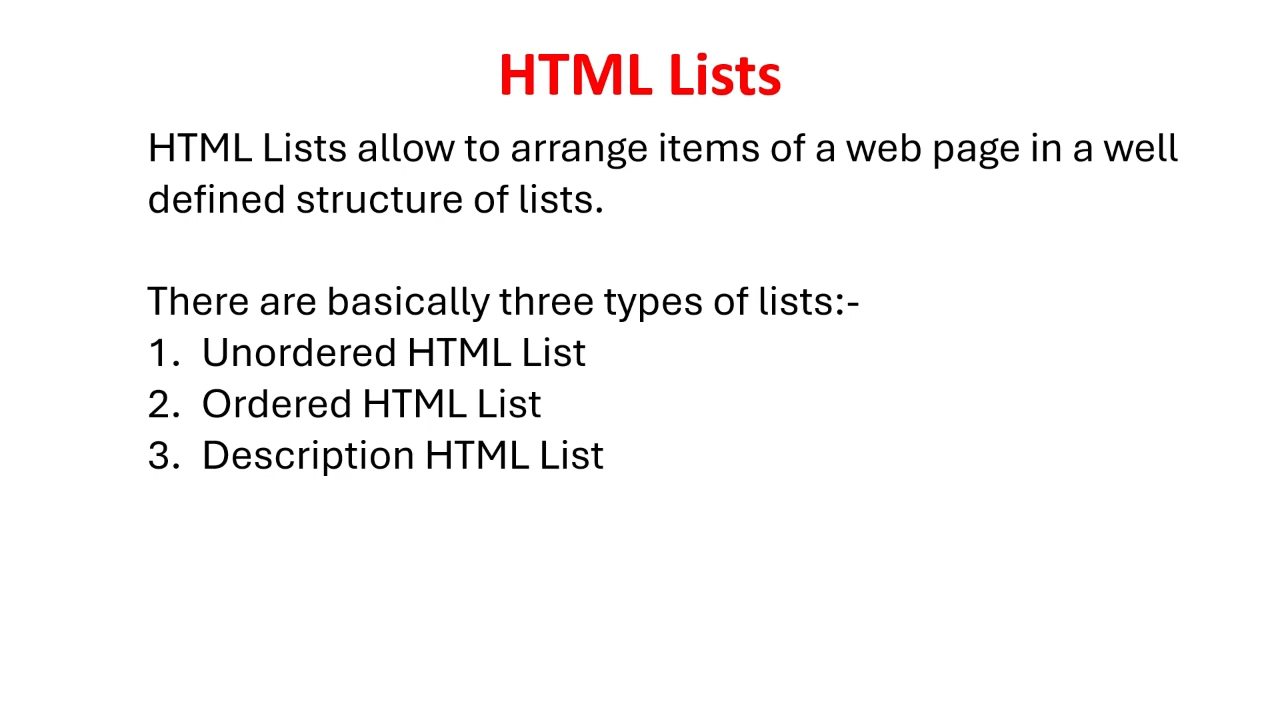 HTML Lists
HTML Lists allow to arrange items of a web page in a well
defined structure of lists.
There are basically three types of lists:-
1. Unordered HTML List
2. Ordered HTML List
3. Description HTML List